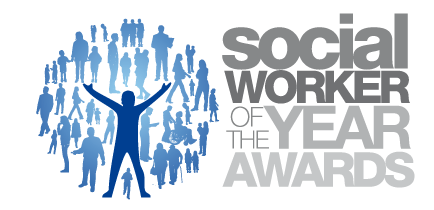 social
WORKER
OF THE YEAR
AWARDS